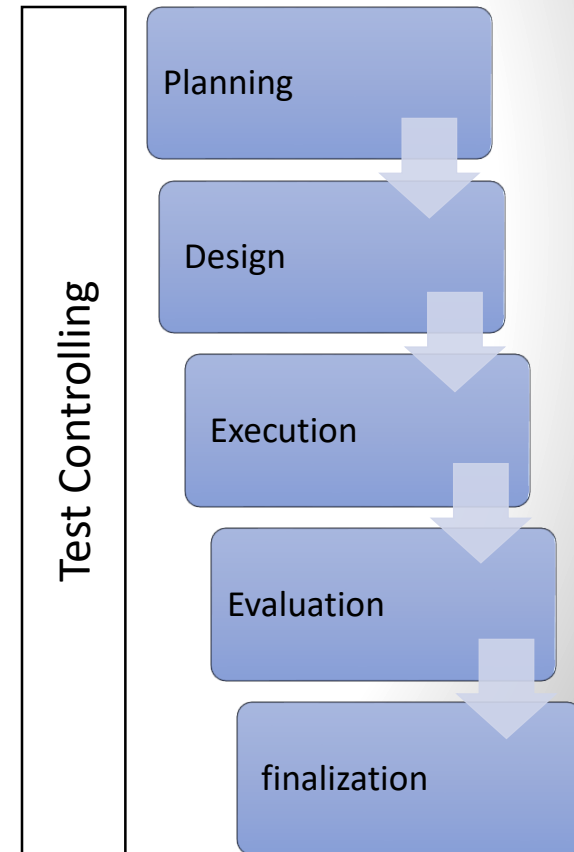 Test Controlling
Planning
Design
Execution
Evaluation
finalization